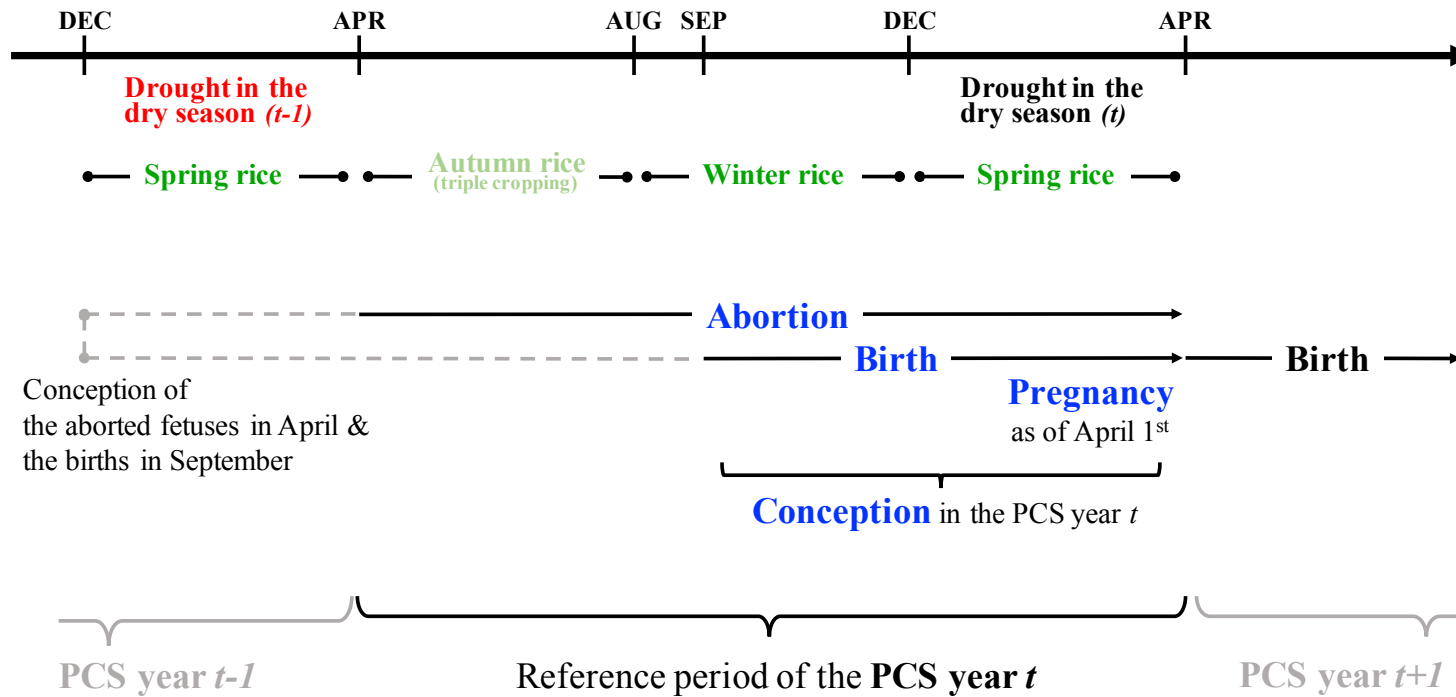 DEC APR AUG SEP DEC APR
Drought in the
dry season (t-1)
Drought in the
dry season (t)
Spring rice
Autumn rice
(triple cropping)
Winter rice
Spring rice
Abortion
Birth
Birth
Conception of
the aborted fetuses in April &
the births in September
Pregnancy
as of April 1st
Conception in the PCS year t
PCS year t-1
Reference period of the PCS year t
PCS year t+1